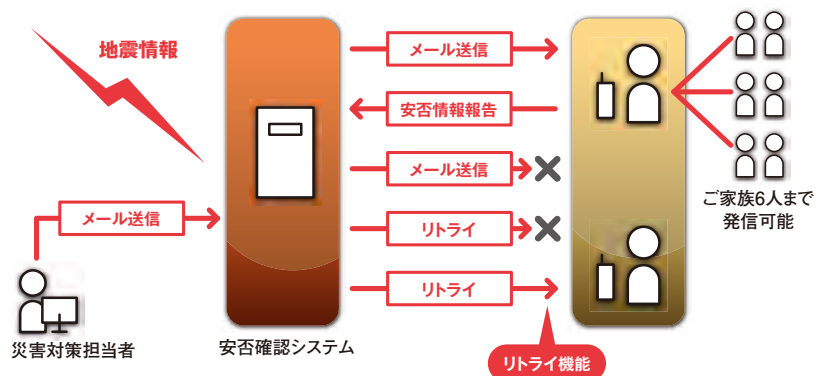 地震情報
メール送信
安否情報報告
メール送信
リトライ
リトライ
メール送信
災害対策担当者
安否確認システム
リトライ機能
ご家族6人まで
発信可能